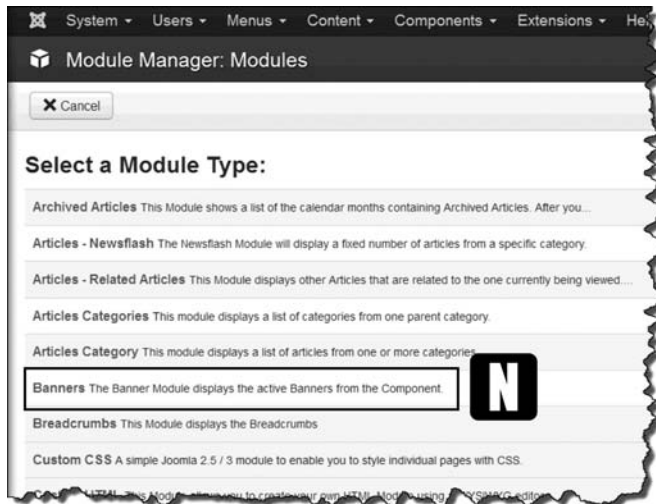 System Users Menus Content Components Extensions
Module Manager: Modules
Cancel
Select a Module Type:
Archived Articles This Module shows a list of the calendar months containing Archived Articles. After you...
Articles - Newsflash The Newsflash Module will display a fixed number of articles from a specific category.
Articles - Related Articles This Module displays other Articles that are related to the one currently being viewed....
Articles Categories This module displays a list of categories from one parent category.
Articles Category This module displays a list of articles from one or more categories
Banners The Banner Module displays the active Banners from the Component.
N
Breadcrumbs This Module displays the Breadcrumbs
Custom CSS A simple Joomla 2.5 / 3 module to enable you to style individual pages with CSS.